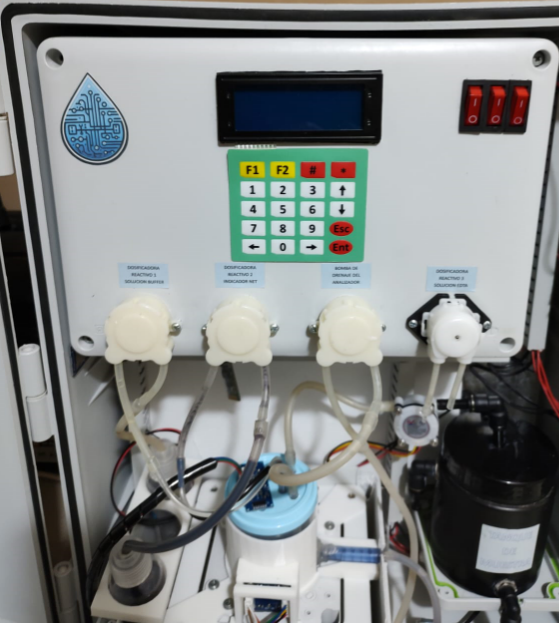 F1 F2 # *
1 2 3 ↑
4 5 6 ↓
7 8 9 Esc
← 0 → Ent
DOSIFICADORA
REACTIVO 1
SOLUCION BUFFER
DOSIFICADORA
REACTIVO 2
INDICADOR NET
BOMBA DE
DRENAJE DEL
ANALIZADOR
DOSIFICADORA
REACTIVO 3
SOLUCION EDTA